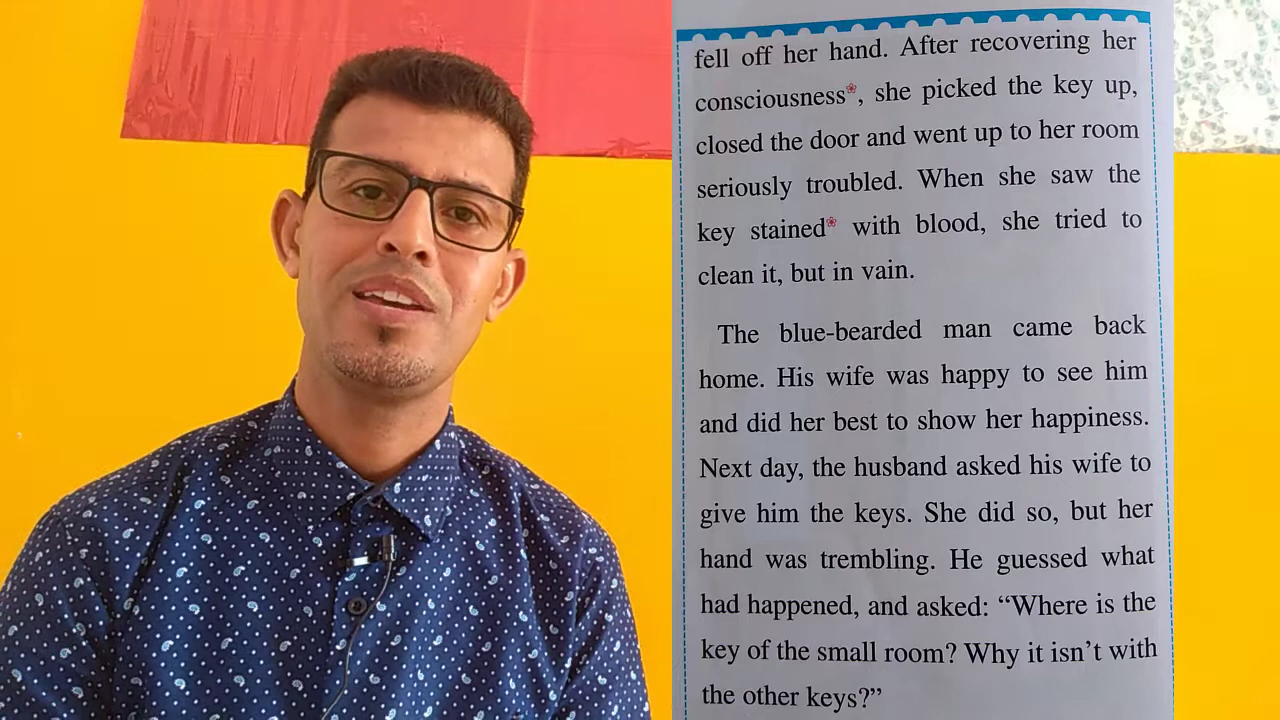 fell off her hand. After recovering her
consciousness, she picked the key up,
closed the door and went up to her room
seriously troubled. When she saw the
key stained with blood, she tried to
clean it, but in vain.
The blue-bearded man came back
home. His wife was happy to see him
and did her best to show her happiness.
Next day, the husband asked his wife to
give him the keys. She did so, but her
hand was trembling. He guessed what
had happened, and asked: “Where is the
key of the small room? Why it isn’t with
the other keys?”